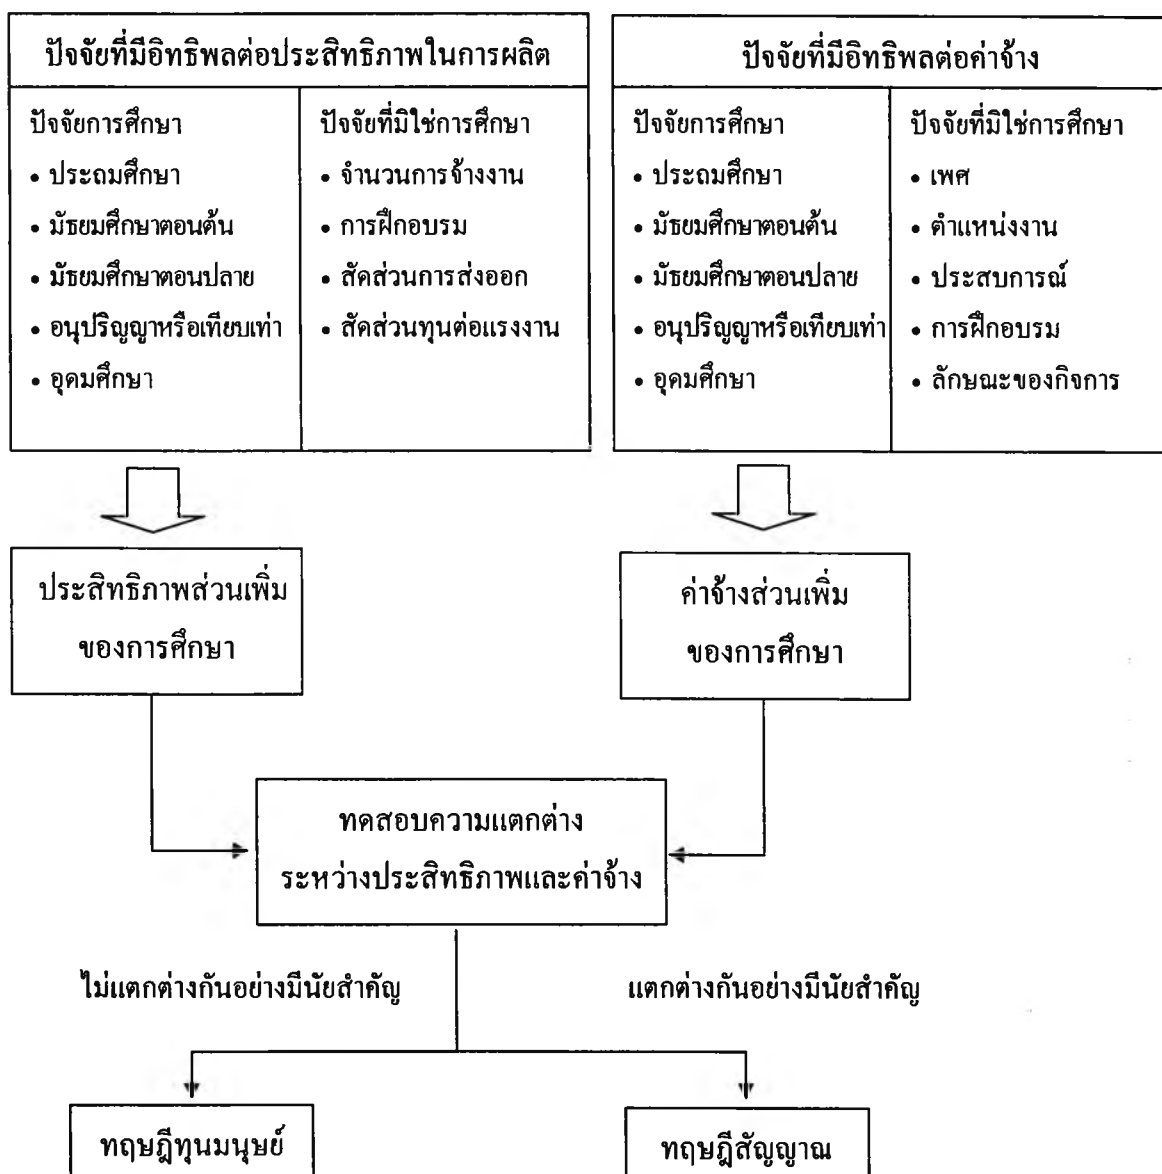 ปัจจัยที่มีอิทธิพลต่อประสิทธิภาพในการผลิต
ปัจจัยการศึกษา
• ประถมศึกษา
• มัธยมศึกษาตอนต้น
• มัธยมศึกษาตอนปลาย
• อนุปริญญาหรือเทียบเท่า
• อุดมศึกษา
ปัจจัยที่มิใช่การศึกษา
• จำนวนการจ้างงาน
• การฝึกอบรม
• สัดส่วนการส่งออก
• สัดส่วนทุนต่อแรงงาน
ปัจจัยที่มีอิทธิพลต่อค่าจ้าง
ปัจจัยการศึกษา
• ประถมศึกษา
• มัธยมศึกษาตอนต้น
• มัธยมศึกษาตอนปลาย
• อนุปริญญาหรือเทียบเท่า
• อุดมศึกษา
ปัจจัยที่มิใช่การศึกษา
• เพศ
• ตำแหน่งงาน
• ประสบการณ์
• การฝึกอบรม
• ลักษณะของกิจการ
ประสิทธิภาพส่วนเพิ่ม
ของการศึกษา
ค่าจ้างส่วนเพิ่ม
ของการศึกษา
ทดสอบความแตกต่าง
ระหว่างประสิทธิภาพและค่าจ้าง
ไม่แตกต่างกันอย่างมีนัยสำคัญ
แตกต่างกันอย่างมีนัยสำคัญ
ทฤษฎีทุนมนุษย์
ทฤษฎีสัญญาณ